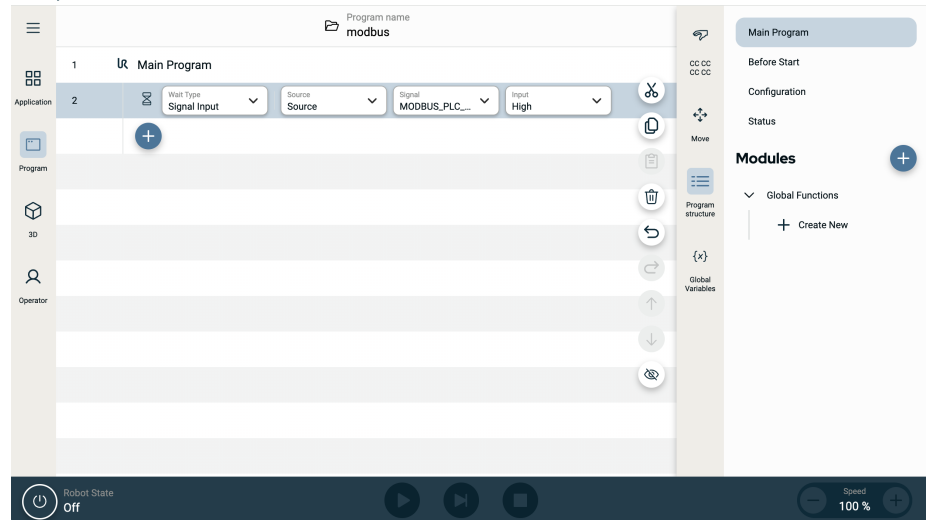 Program name
modbus
Application
Program
3D
Operator
1 UR Main Program
2 Wait Type Signal Input Source Source Signal MODBUS_PLC_... Input High
CC CC
CC CC
Move
Program
structure
{x}
Global
Variables
Main Program
Before Start
Configuration
Status
Modules
Global Functions
Create New
Robot State
Off
Speed
100 %